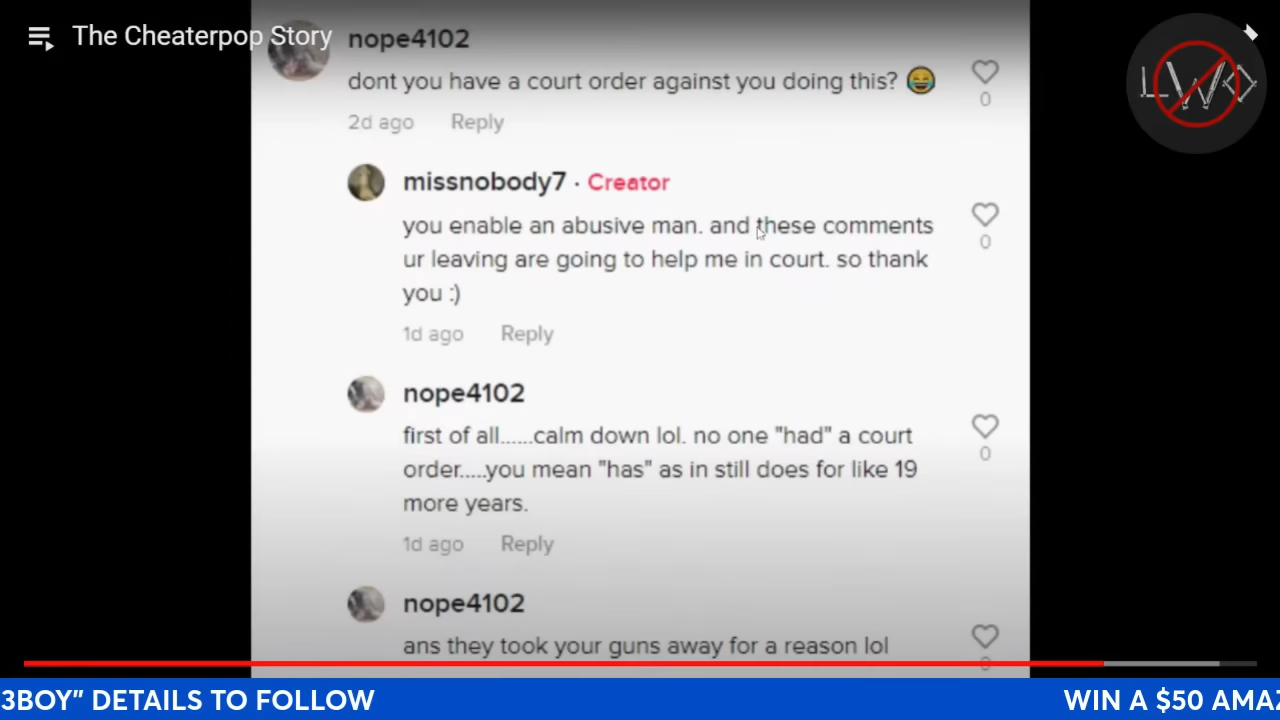 The Cheaterpop Story
LWD
nope4102
dont you have a court order against you doing this? 😂
0
2d ago Reply
missnobody7 · Creator
you enable an abusive man. and these comments
ur leaving are going to help me in court. so thank
you :)
0
1d ago Reply
nope4102
first of all......calm down lol. no one "had" a court
order.....you mean "has" as in still does for like 19
more years.
0
1d ago Reply
nope4102
ans they took your guns away for a reason lol
0
3BOY" DETAILS TO FOLLOW
WIN A $50 AMAZ